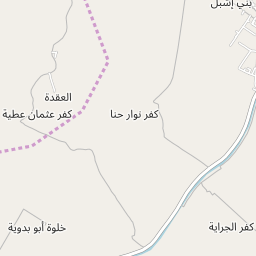 بني إشبل
العقدة
كفر عثمان عطية
كفر نوار حنا
خلوة أبو بدوية
كفر الجراية